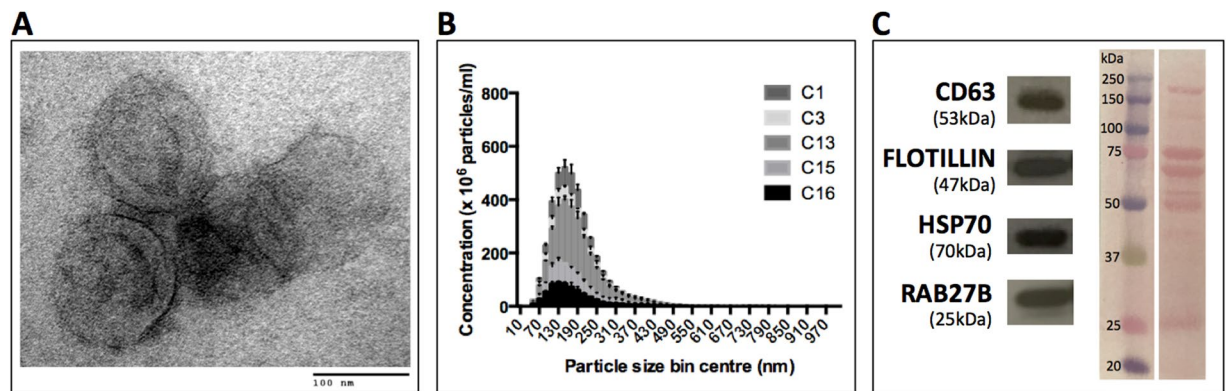 A
100 nm
B
Concentration (x 10⁶ particles/ml)
800
600
400
200
0
C1
C3
C13
C15
C16
10
70
130
190
250
310
370
430
490
550
610
670
730
790
850
910
970
Particle size bin centre (nm)
C
CD63
(53kDa)
FLOTILLIN
(47kDa)
HSP70
(70kDa)
RAB27B
(25kDa)
kDa
250
150
100
75
50
37
25
20